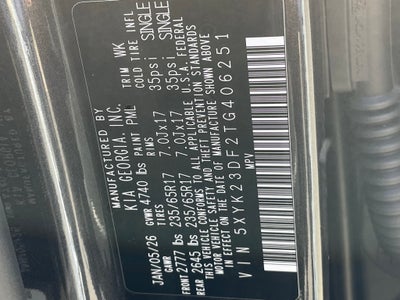 MANUFACTURED BY
KIA GEORGIA, INC.
JAN/05/26 GVWR 4740 lbs PAINT PML TRIM WK
GAWR TIRES RIMS COLD TIRE INFL
FRONT 2777 lbs 235/65R17 7.0Jx17 35psi SINGLE
REAR 2645 lbs 235/65R17 7.0Jx17 35psi SINGLE
THIS VEHICLE CONFORMS TO ALL APPLICABLE U.S.A. FEDERAL
MOTOR VEHICLE SAFETY AND THEFT PREVENTION STANDARDS
IN EFFECT ON THE DATE OF MANUFACTURE SHOWN ABOVE
VIN 5XYK23DF2TG406251
MPV